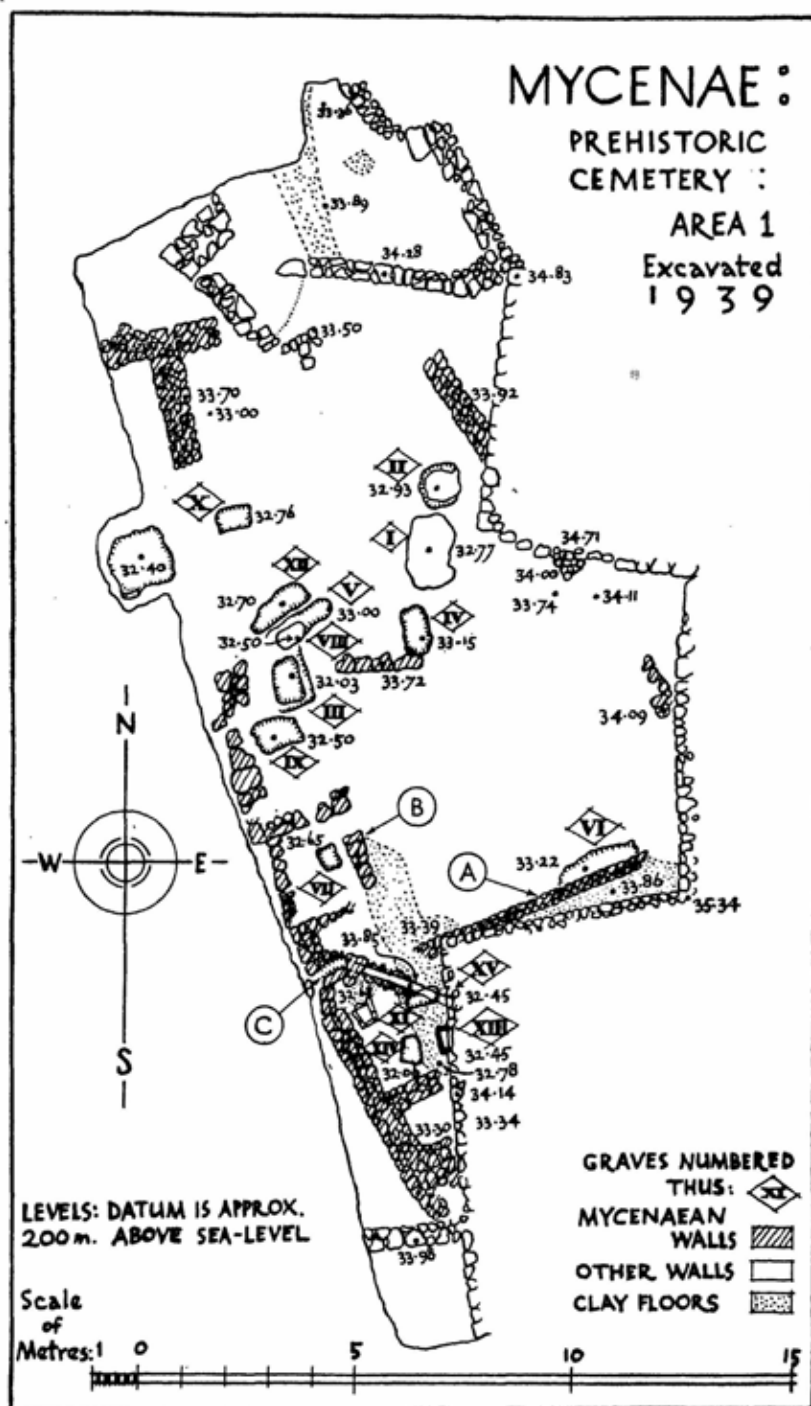 MYCENAE:
PREHISTORIC
CEMETERY :
AREA 1
Excavated
1939
33.89
34.28
34.83
33.50
33.70
33.00
33.92
II
32.93
X
32.76
I
32.77
34.71
34.00
33.74
34.11
32.40
XII
32.70
V
33.00
IV
33.15
32.50
VIII
33.72
32.03
III
34.09
32.50
IX
N
W
E
S
B
32.65
VII
VI
33.22
A
33.86
35.34
33.39
33.85
XV
32.45
C
XI
XIII
32.45
XIV
32.78
34.14
33.30
33.34
33.98
GRAVES NUMBERED
THUS: XI
MYCENAEAN
WALLS
OTHER WALLS
CLAY FLOORS
LEVELS: DATUM IS APPROX.
200m. ABOVE SEA-LEVEL
Scale
of
Metres: 1 0 5 10 15